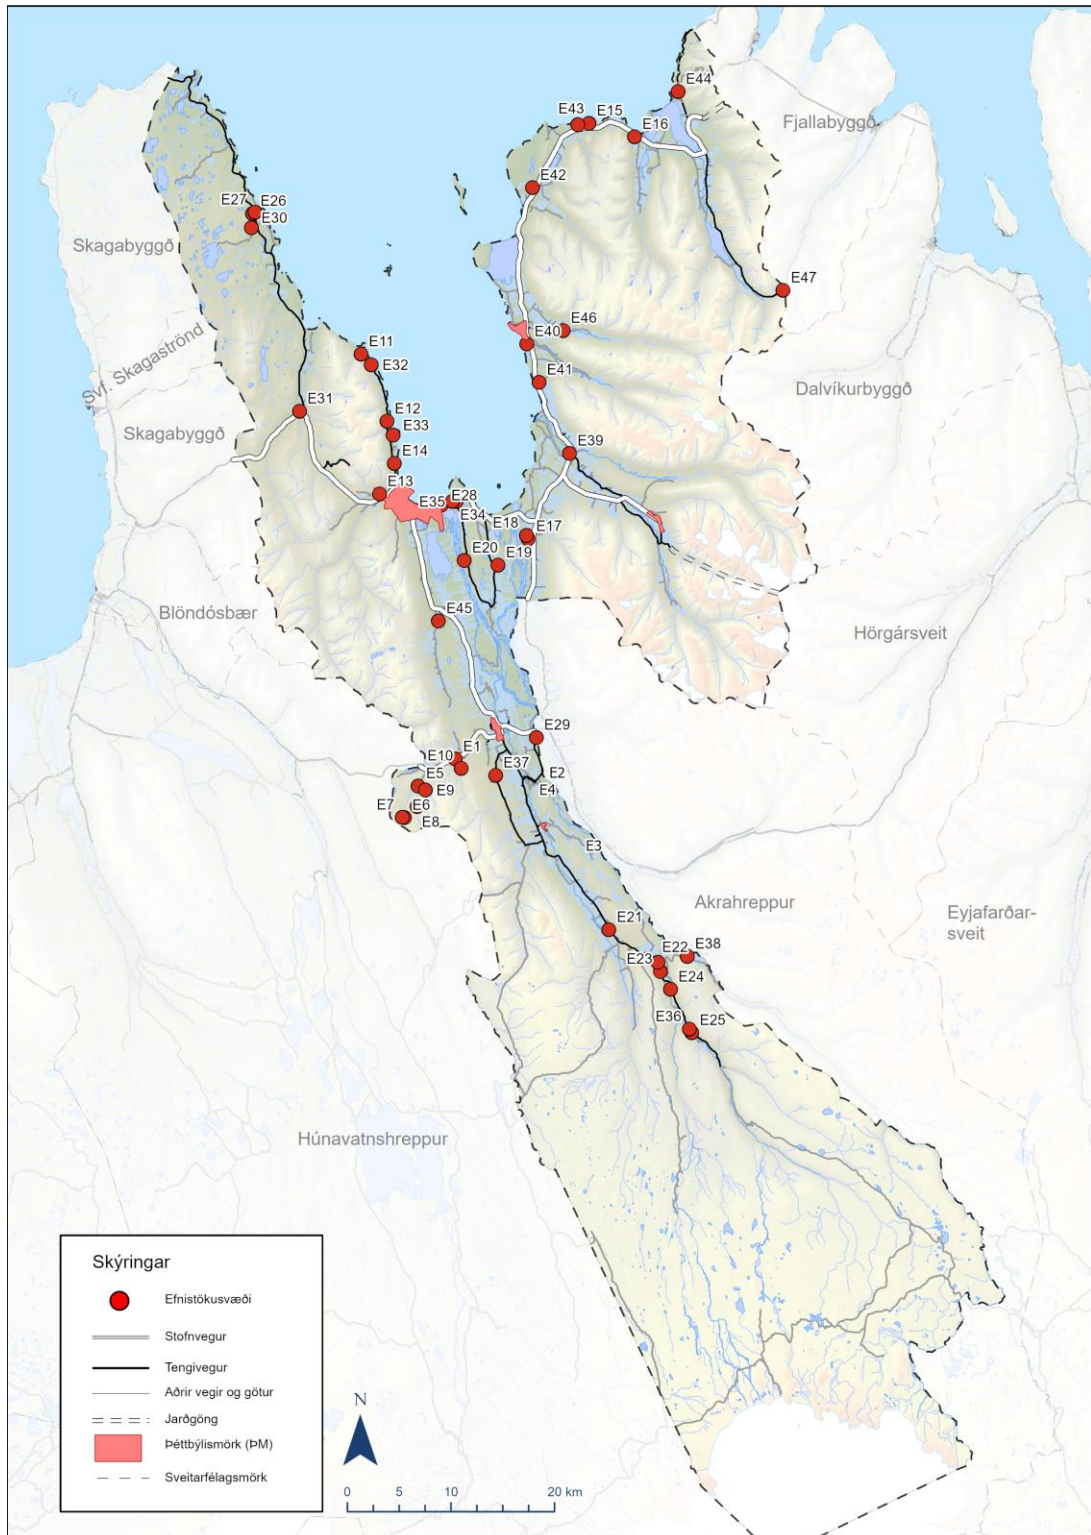 E44
E43
E15
E16
Fjallabyggð
E42
E27
E26
E30
Skagabyggð
E47
E46
E40
E11
E32
E41
Svf. Skagaströnd
Dalvíkurbyggð
E31
E12
E33
Skagabyggð
E14
E39
E13
E35
E28
E34
E18
E17
E20
E19
Blöndósbær
E45
Hörgársveit
E29
E1
E10
E37
E2
E5
E9
E4
E7
E6
E8
E3
Akrahreppur
Eyjafarðar-
sveit
E21
E22
E38
E23
E24
E36
E25
Húnavatnshreppur
Skýringar
Efnistökusvæði
Stofnvegur
Tengivegur
Aðrir vegir og götur
Jarðgöng
Þéttbýlismörk (ÞM)
Sveitarfélagsmörk
N
0 5 10 20 km